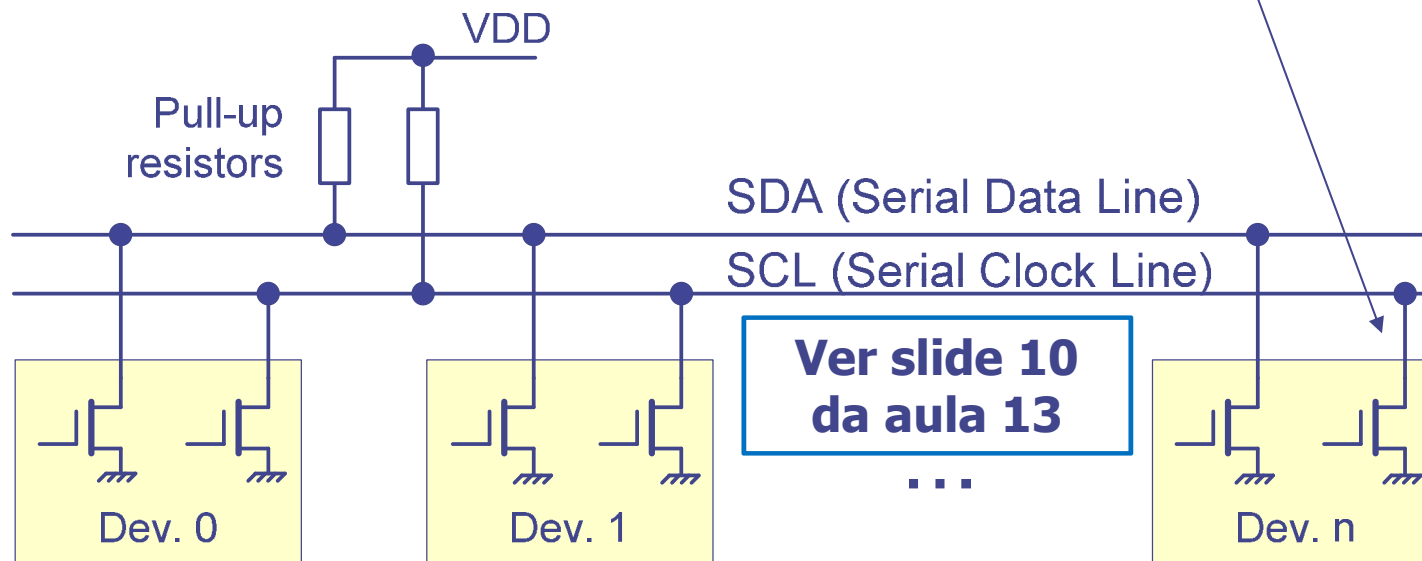 VDD
Pull-up
resistors
SDA (Serial Data Line)
SCL (Serial Clock Line)
Ver slide 10
da aula 13
...
Dev. 0
Dev. 1
Dev. n